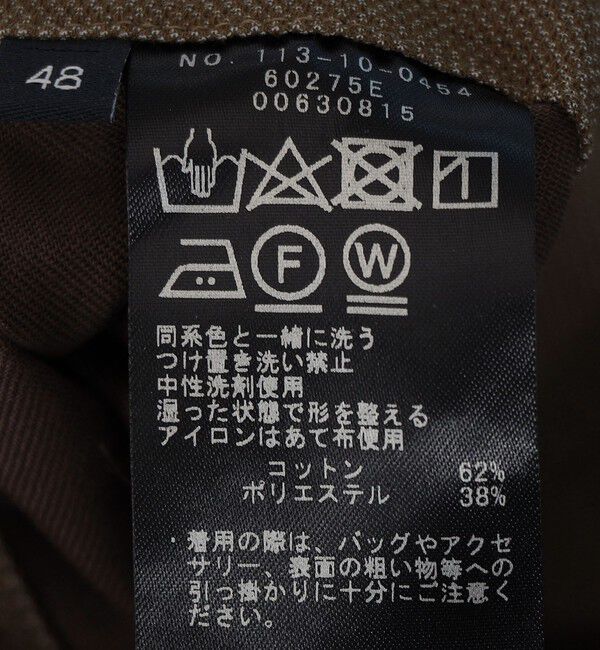 48
NO. 113-10-0454
60275E
00630815
F
W
同系色と一緒に洗う
つけ置き洗い禁止
中性洗剤使用
湿った状態で形を整える
アイロンはあて布使用
コットン 62%
ポリエステル 38%
・着用の際は、バッグやアクセ
サリー、表面の粗い物等への
引っ掛かりに十分にご注意く
ださい。